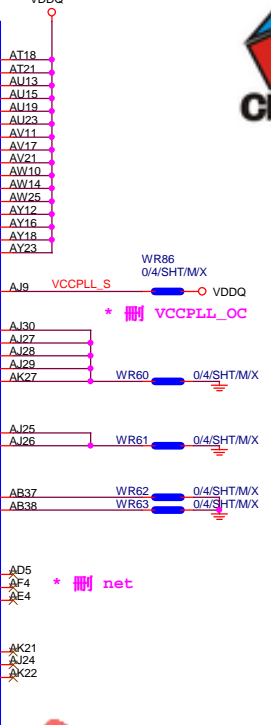 VDDQ
AT18
AT21
AU13
AU15
AU19
AU23
AV11
AV17
AV21
AW10
AW14
AW25
AY12
AY16
AY18
AY23
WR86
0/4/SHT/M/X
AJ9 VCCPLL_S VDDQ
* 刪 VCCPLL_OC
AJ30
AJ27
AJ28
AJ29
AK27 WR60 0/4/SHT/M/X
AJ25
AJ26 WR61 0/4/SHT/M/X
AB37 WR62 0/4/SHT/M/X
AB38 WR63 0/4/SHT/M/X
AD5
AF4
AE4
* 刪 net
AK21
AJ24
AK22